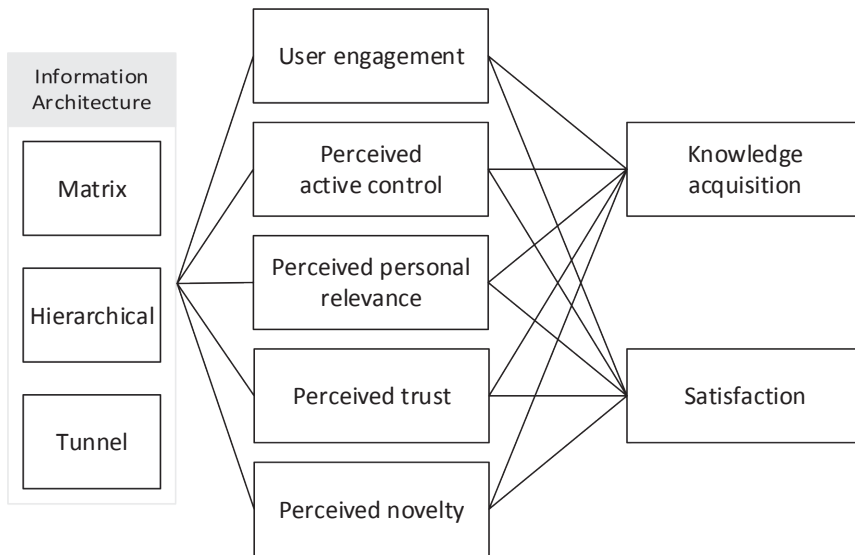 Information
Architecture
Matrix
Hierarchical
Tunnel
User engagement
Perceived
active control
Perceived personal
relevance
Perceived trust
Perceived novelty
Knowledge
acquisition
Satisfaction